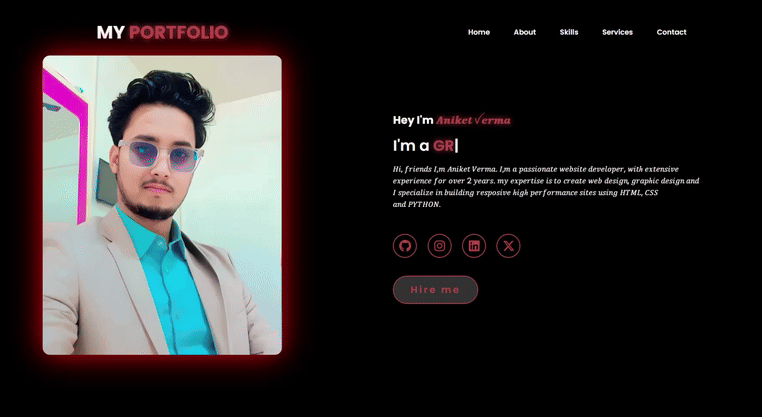 MY PORTFOLIO
Home About Skills Services Contact
Hey I'm Aniket Verma
I'm a GR|
Hi, friends I,m Aniket Verma. I,m a passionate website developer, with extensive
experience for over 2 years. my expertise is to create web design, graphic design and
I specialize in building resposive high performance sites using HTML, CSS
and PYTHON.
Hire me